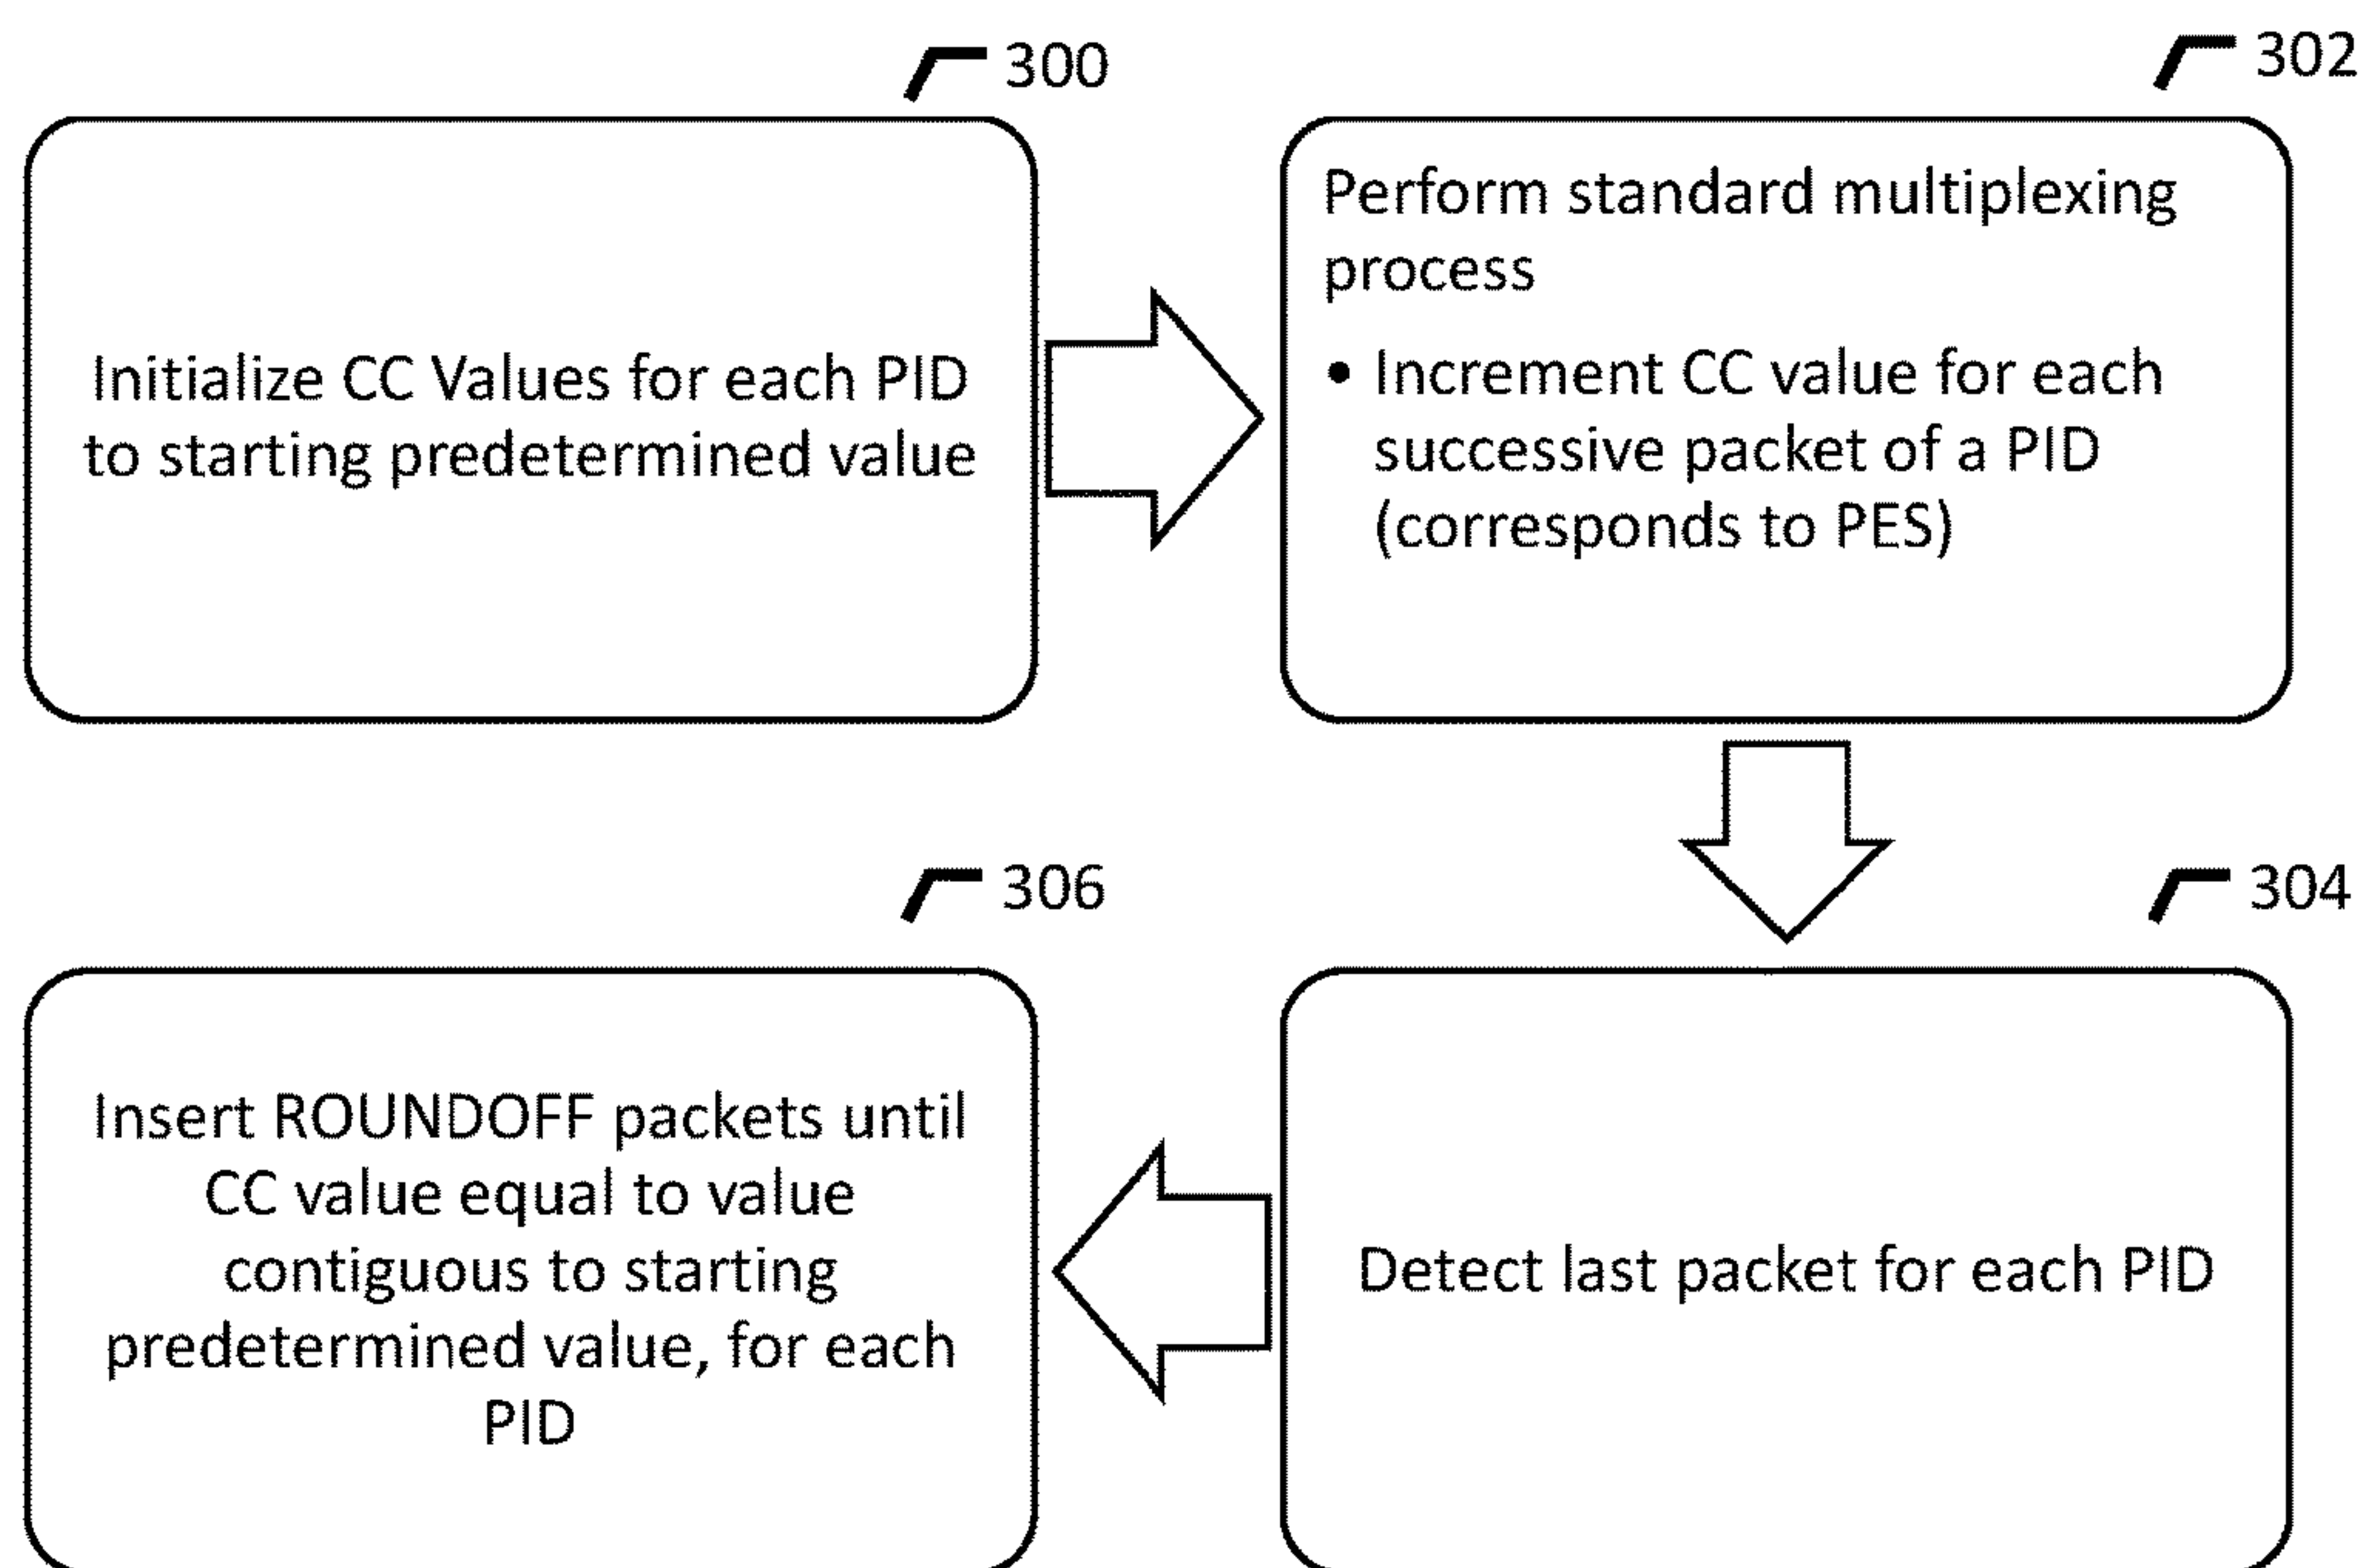 300
Initialize CC Values for each PID
to starting predetermined value
302
Perform standard multiplexing
process
• Increment CC value for each
successive packet of a PID
(corresponds to PES)
304
Detect last packet for each PID
306
Insert ROUNDOFF packets until
CC value equal to value
contiguous to starting
predetermined value, for each
PID